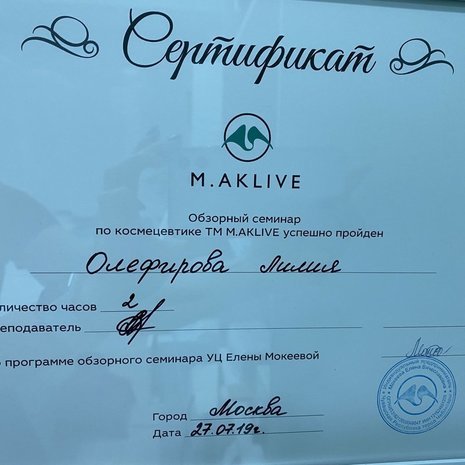 Сертификат
M.AKLIVE
Обзорный семинар
по космецевтике ТМ M.AKLIVE успешно пройден
Олефирова Лилия
оличество часов 2
еподаватель
о программе обзорного семинара УЦ Елены Мокеевой
Город Москва
Дата 27.07.19г.